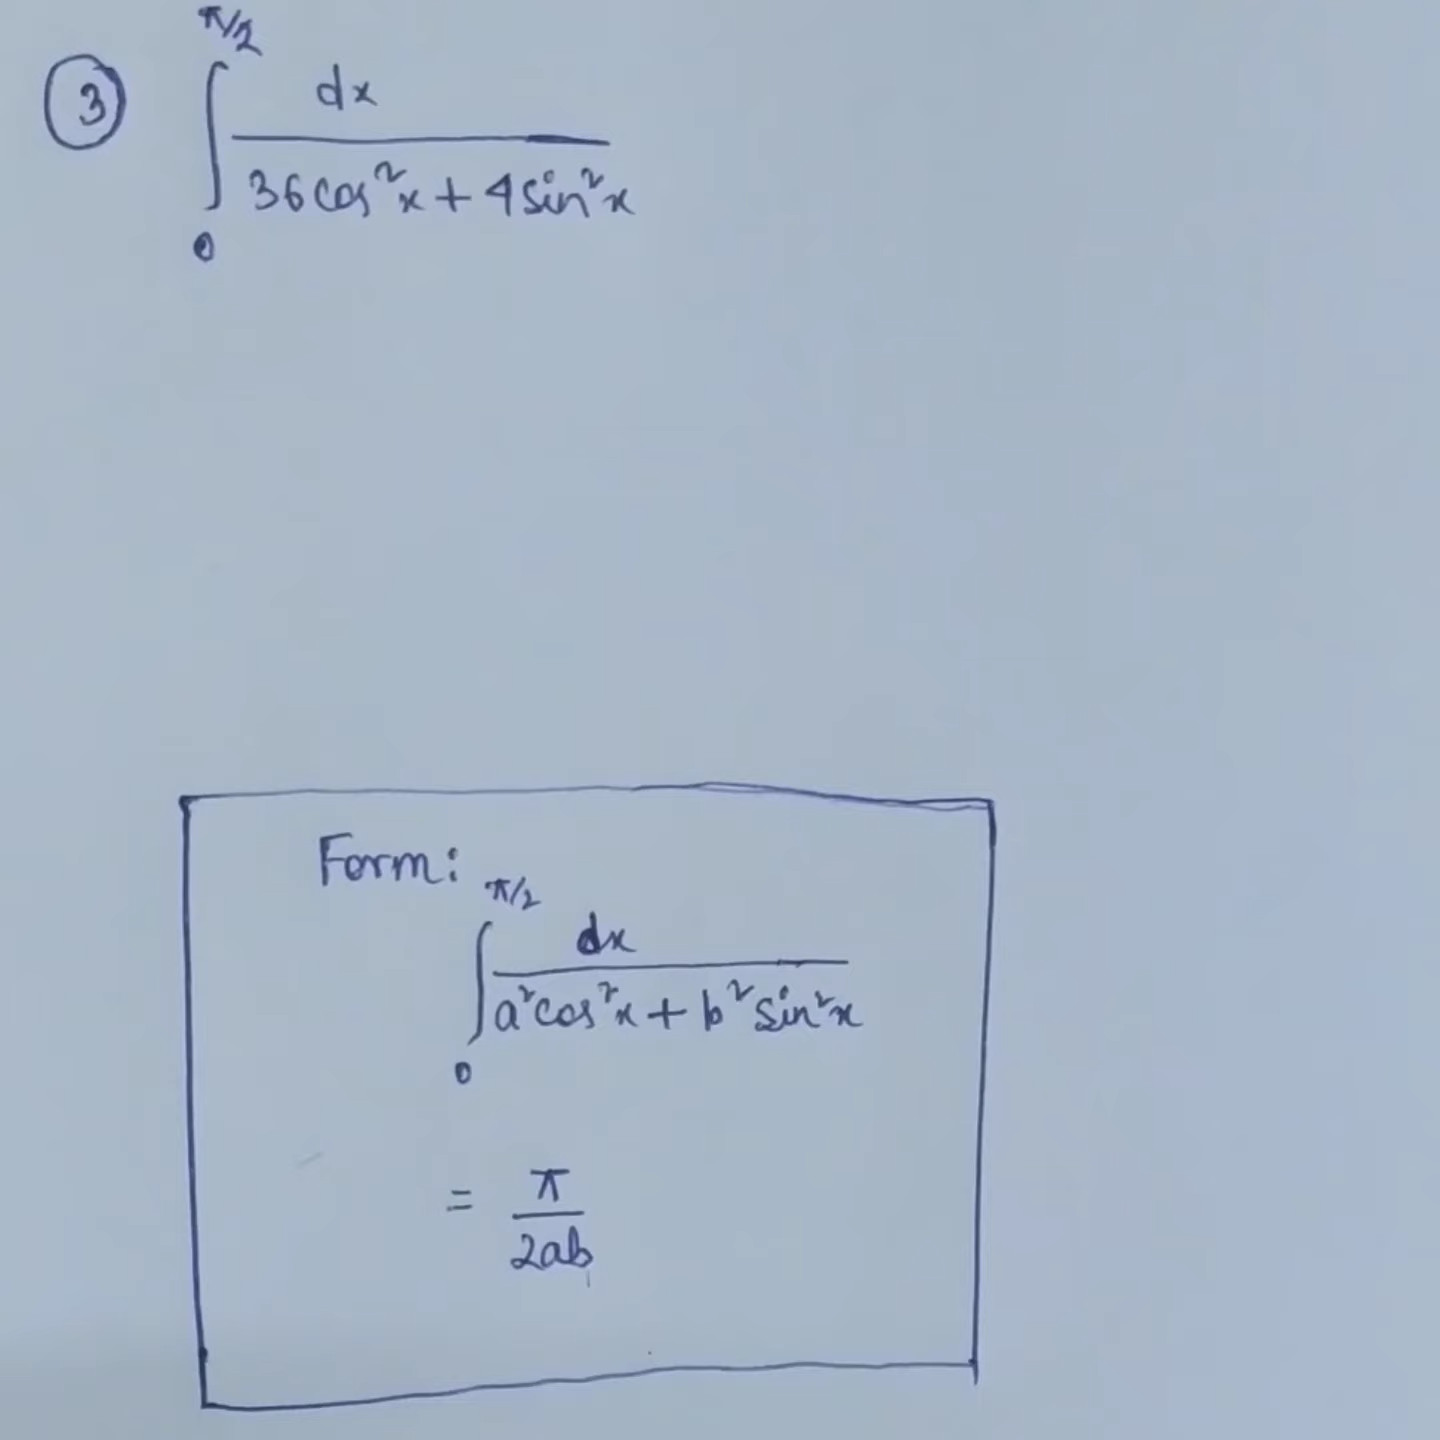 ③ ∫₀^{π/2} dx / (36cos²x + 4sin²x)
Form:
∫₀^{π/2} dx / (a²cos²x + b²sin²x)
= π / 2ab